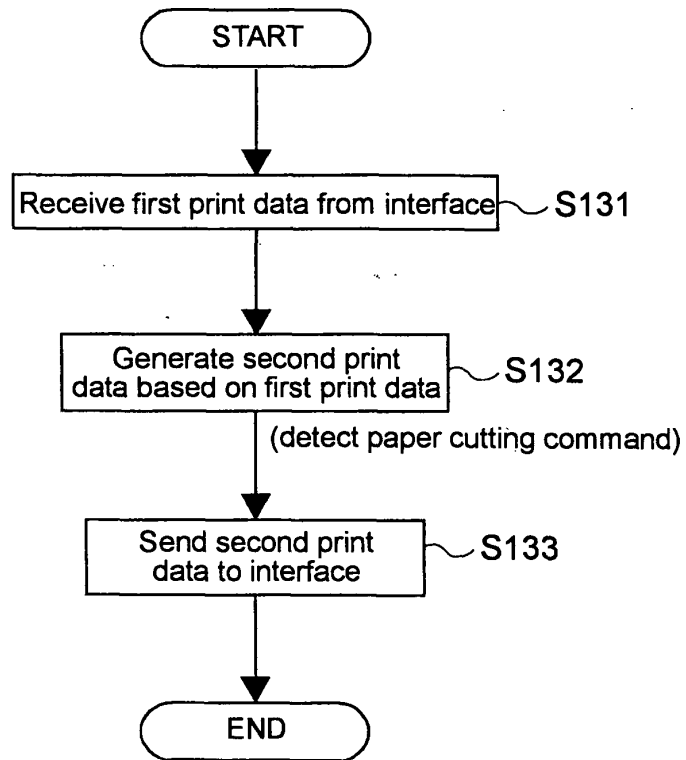 START
Receive first print data from interface
S131
Generate second print
data based on first print data
S132
(detect paper cutting command)
Send second print
data to interface
S133
END